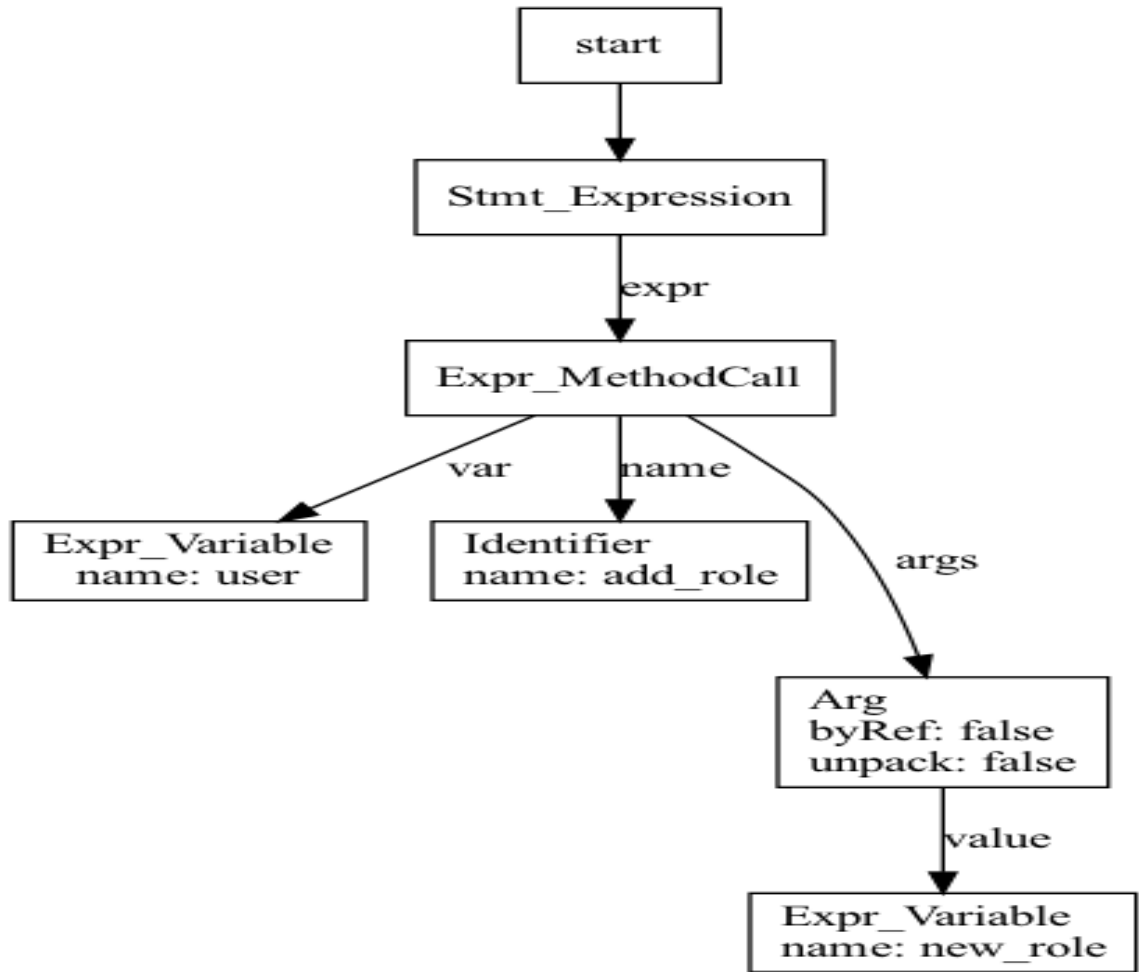 start
Stmt_Expression
expr
Expr_MethodCall
var
name
Expr_Variable
name: user
Identifier
name: add_role
args
Arg
byRef: false
unpack: false
value
Expr_Variable
name: new_role